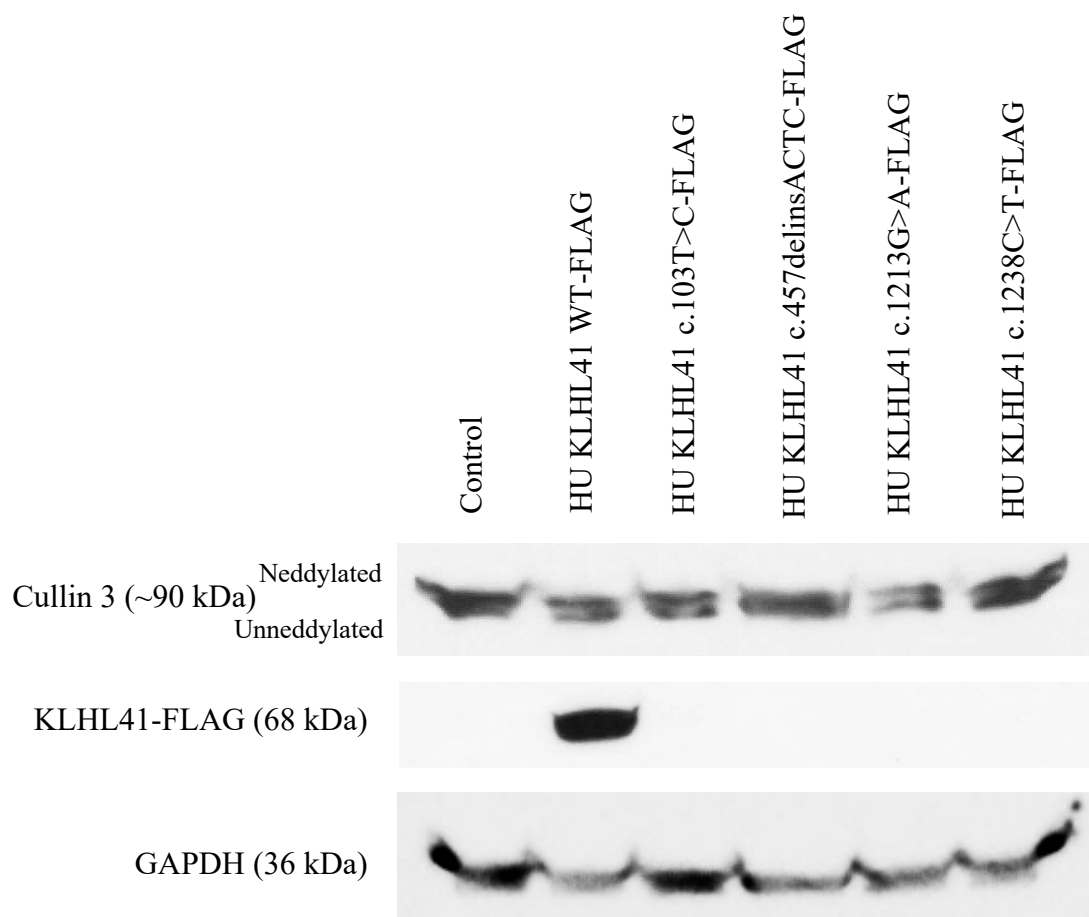 Control
HU KLHL41 WT-FLAG
HU KLHL41 c.103T>C-FLAG
HU KLHL41 c.457delinsACTC-FLAG
HU KLHL41 c.1213G>A-FLAG
HU KLHL41 c.1238C>T-FLAG
Neddylated
Cullin 3 (~90 kDa)
Unneddylated
KLHL41-FLAG (68 kDa)
GAPDH (36 kDa)